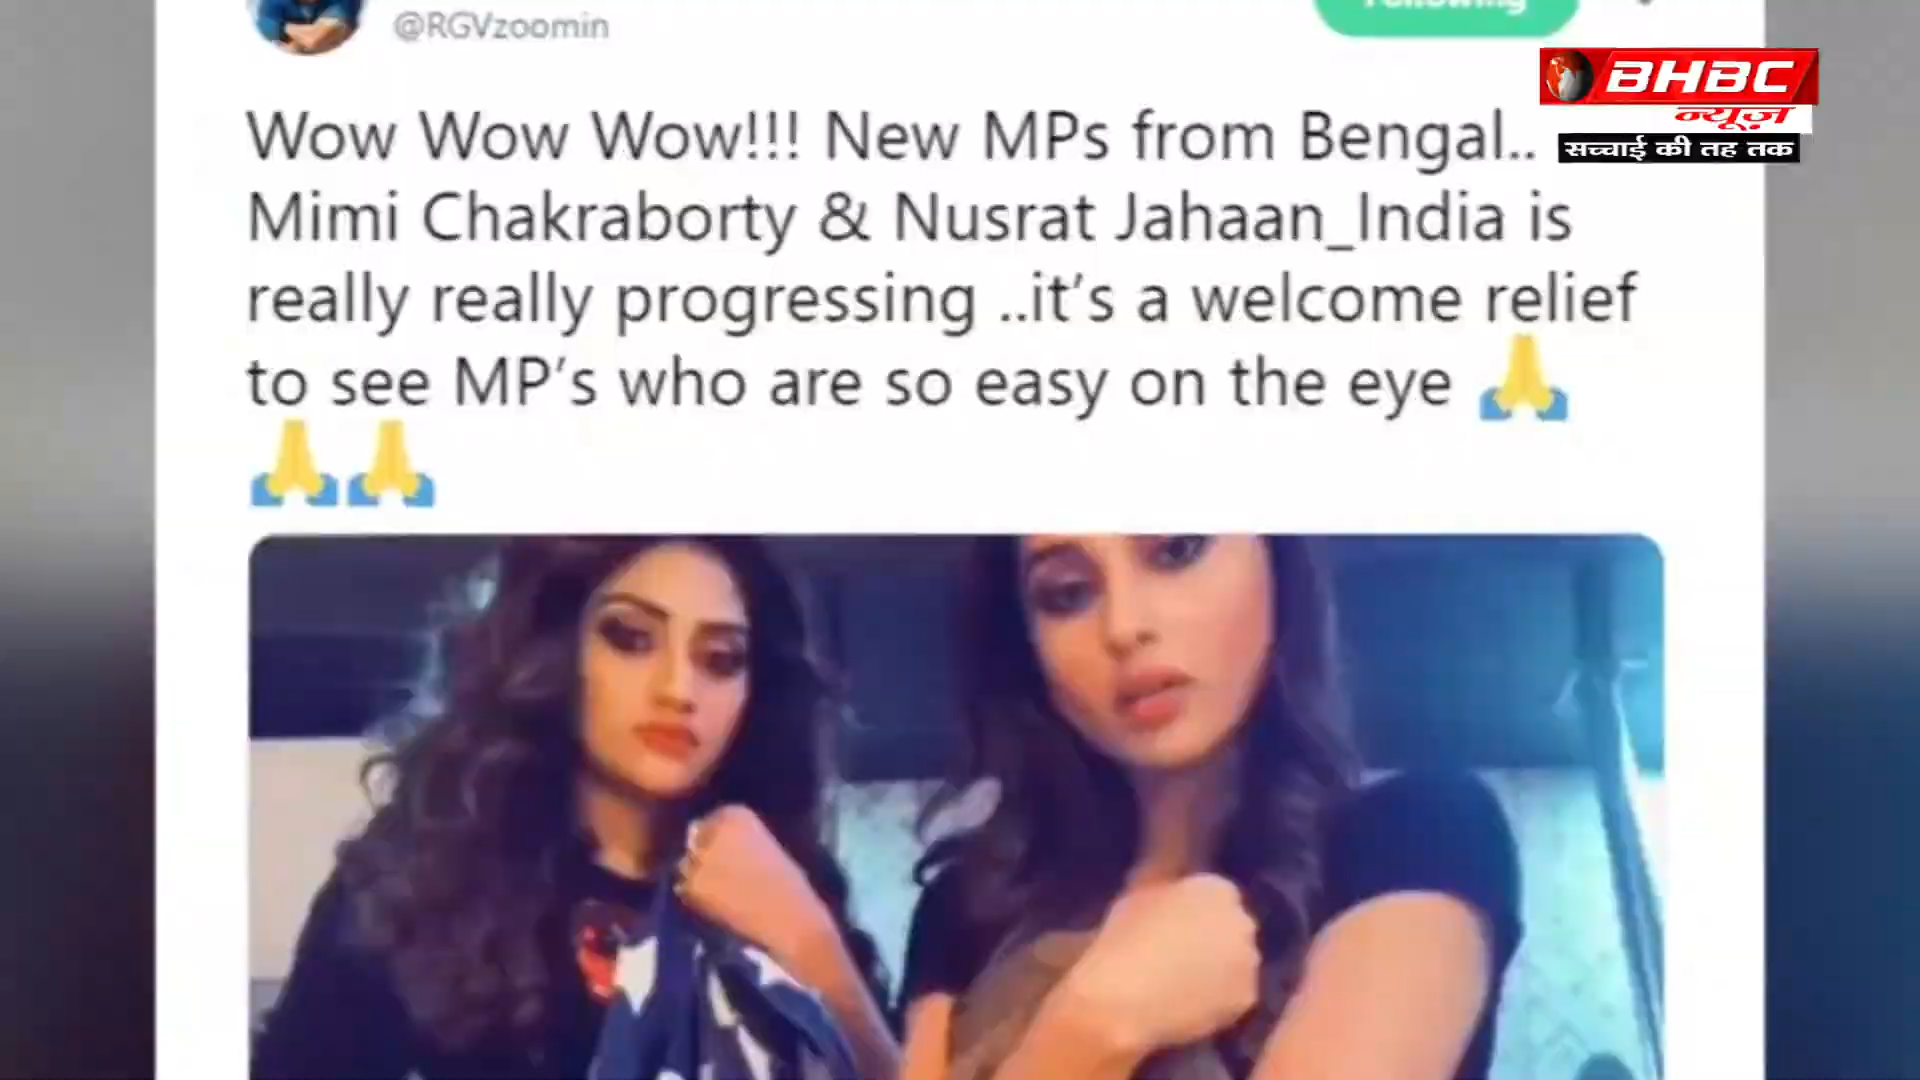 @RGVzoomin
Following
BHBC
न्यूज़
सच्चाई की तह तक
Wow Wow Wow!!! New MPs from Bengal..
Mimi Chakraborty & Nusrat Jahaan_India is
really really progressing ..it’s a welcome relief
to see MP’s who are so easy on the eye 🙏
🙏🙏